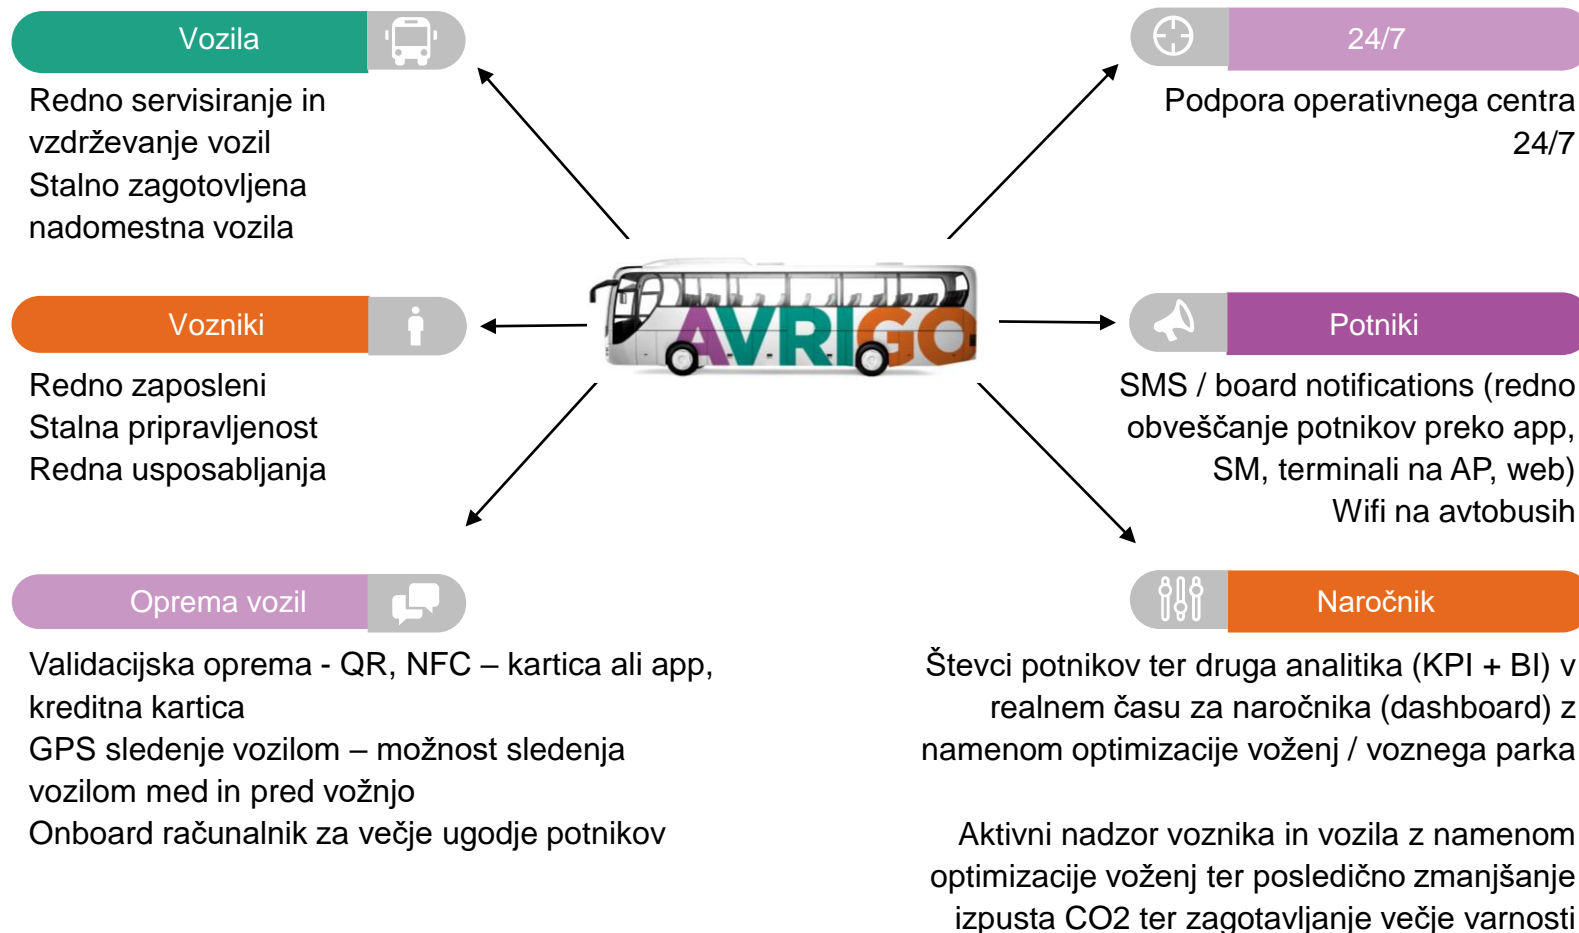 Vozila
Redno servisiranje in
vzdrževanje vozil
Stalno zagotovljena
nadomestna vozila
Vozniki
Redno zaposleni
Stalna pripravljenost
Redna usposabljanja
Oprema vozil
Validacijska oprema - QR, NFC – kartica ali app,
kreditna kartica
GPS sledenje vozilom – možnost sledenja
vozilom med in pred vožnjo
Onboard računalnik za večje ugodje potnikov
AVRIGO
24/7
Podpora operativnega centra
24/7
Potniki
SMS / board notifications (redno
obveščanje potnikov preko app,
SM, terminali na AP, web)
Wifi na avtobusih
Naročnik
Števci potnikov ter druga analitika (KPI + BI) v
realnem času za naročnika (dashboard) z
namenom optimizacije voženj / voznega parka
Aktivni nadzor voznika in vozila z namenom
optimizacije voženj ter posledično zmanjšanje
izpusta CO2 ter zagotavljanje večje varnosti